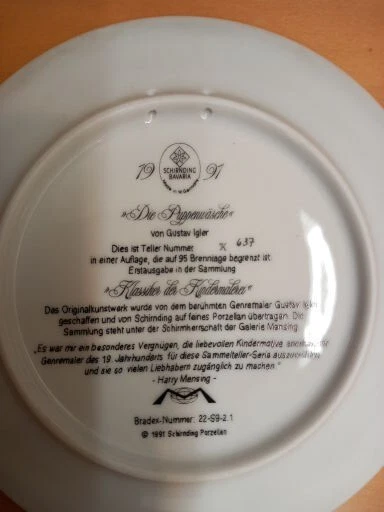 19 91
SCHIRNDING
BAVARIA
»Die Puppenwäsche«
von Gustav Igler
Dies ist Teller Nummer X 637
in einer Auflage, die auf 95 Brenntage begrenzt ist
Erstausgabe in der Sammlung
»Klassiker der Kindermalerei«
Das Originalkunstwerk wurde von dem berühmten Genremaler Gustav Igler
geschaffen und von Schirnding auf feines Porzellan übertragen. Die
Sammlung steht unter der Schirmherrschaft der Galerie Mensing.
„Es war mir ein besonderes Vergnügen, die liebevollen Kindermotive
Genremaler des 19. Jahrhunderts für diese Sammelteller-Serie auszuwählen
und sie so vielen Liebhabern zugänglich zu machen."
- Harry Mensing -
Bradex-Nummer: 22-S9-2.1
© 1991 Schirnding Porzellan